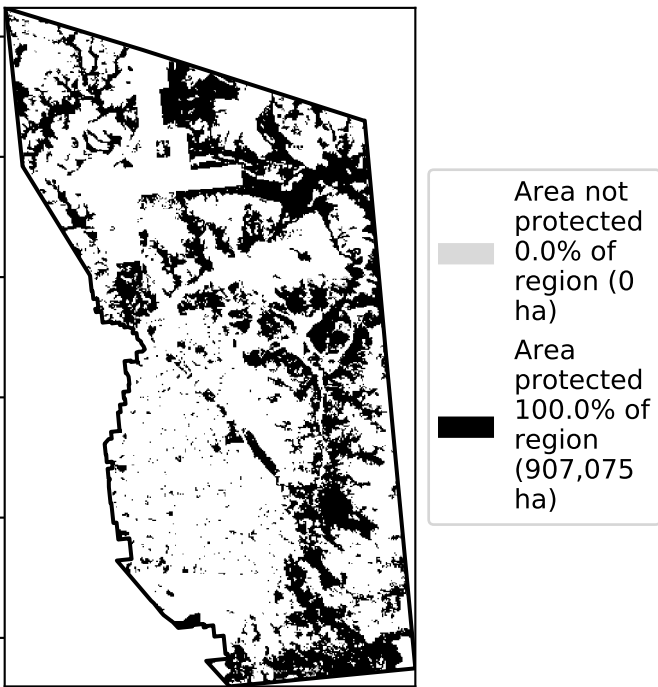 Area not
protected
0.0% of
region (0
ha)
Area
protected
100.0% of
region
(907,075
ha)